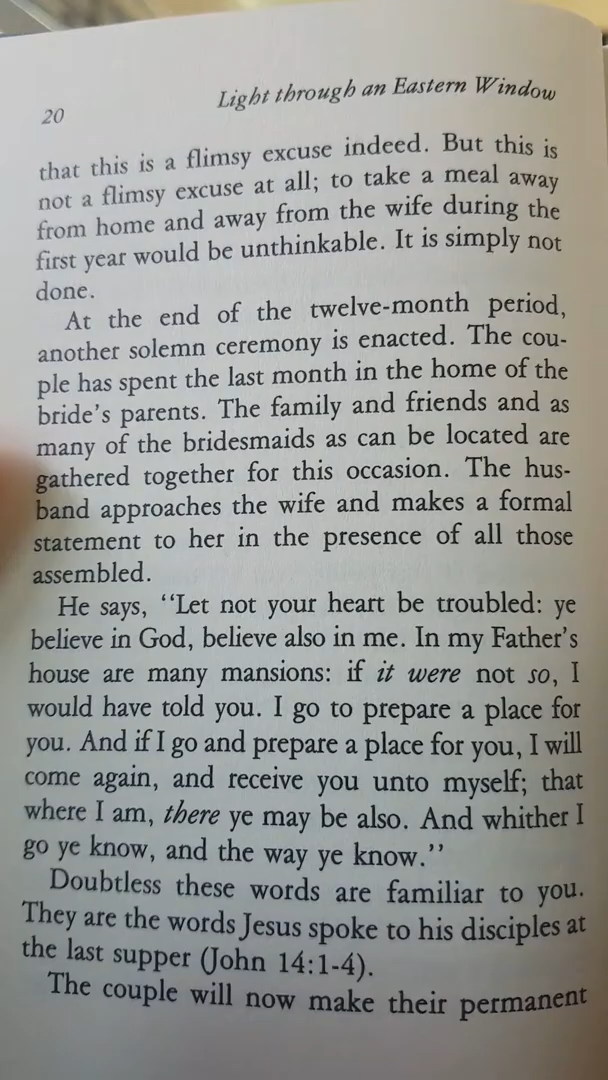 20
Light through an Eastern Window
that this is a flimsy excuse indeed. But this is
not a flimsy excuse at all; to take a meal away
from home and away from the wife during the
first year would be unthinkable. It is simply not
done.
At the end of the twelve-month period,
another solemn ceremony is enacted. The cou-
ple has spent the last month in the home of the
bride's parents. The family and friends and as
many of the bridesmaids as can be located are
gathered together for this occasion. The hus-
band approaches the wife and makes a formal
statement to her in the presence of all those
assembled.
He says, ‘‘Let not your heart be troubled: ye
believe in God, believe also in me. In my Father's
house are many mansions: if it were not so, I
would have told you. I go to prepare a place for
you. And if I go and prepare a place for you, I will
come again, and receive you unto myself; that
where I am, there ye may be also. And whither I
go ye know, and the way ye know.’’
Doubtless these words are familiar to you.
They are the words Jesus spoke to his disciples at
the last supper (John 14:1-4).
The couple will now make their permanent